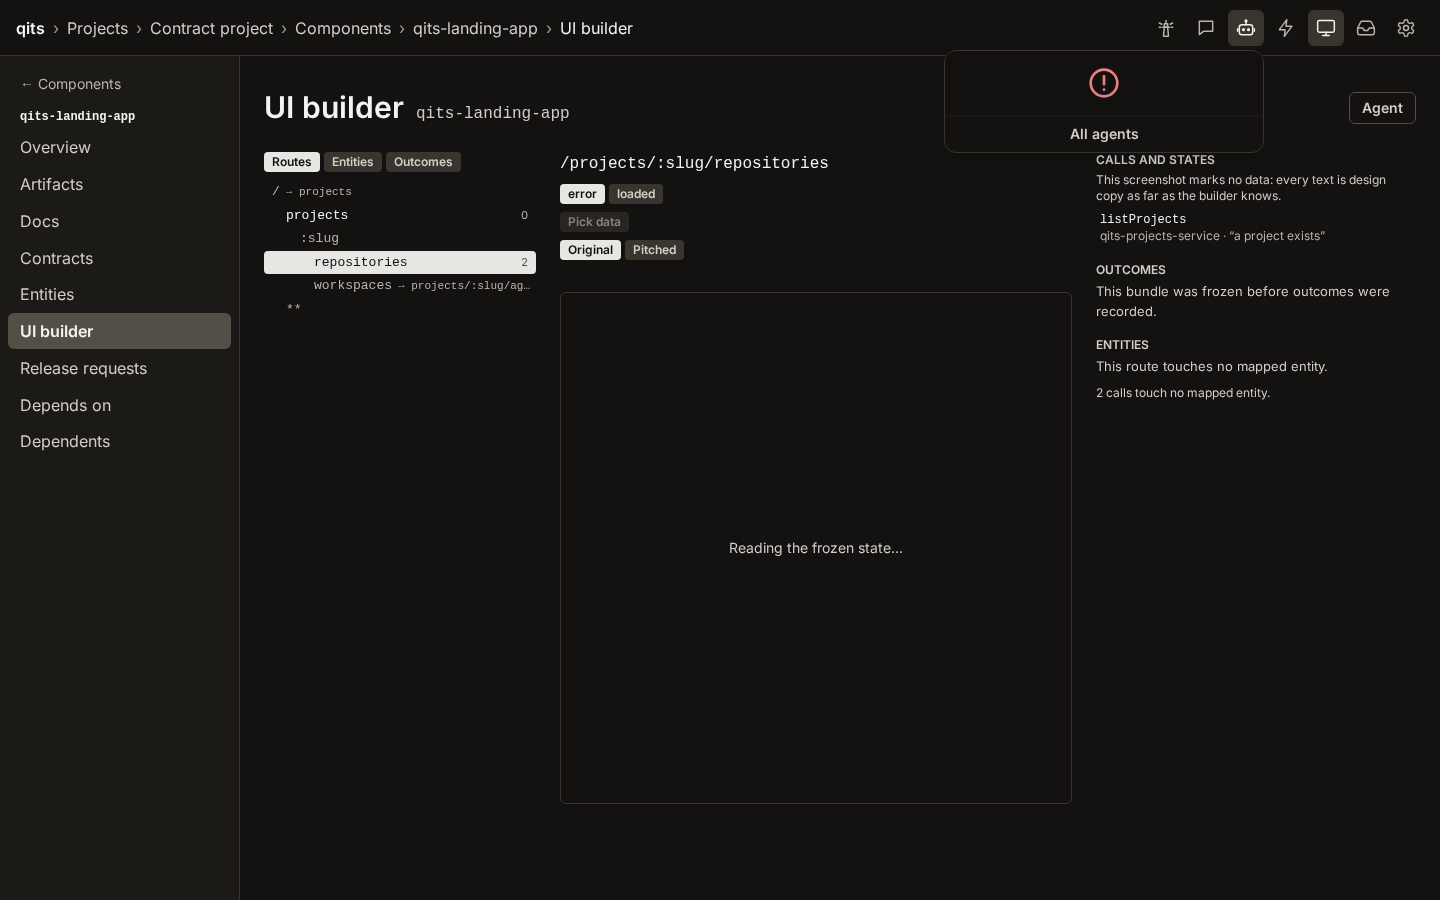 qits › Projects › Contract project › Components › qits-landing-app › UI builder
← Components
qits-landing-app
Overview
Artifacts
Docs
Contracts
Entities
UI builder
Release requests
Depends on
Dependents
UI builder qits-landing-app
Agent
All agents
Routes Entities Outcomes
/ → projects
projects 0
:slug
repositories 2
workspaces → projects/:slug/ag…
**
/projects/:slug/repositories
error loaded
Pick data
Original Pitched
Reading the frozen state…
CALLS AND STATES
This screenshot marks no data: every text is design
copy as far as the builder knows.
listProjects
qits-projects-service · “a project exists”
OUTCOMES
This bundle was frozen before outcomes were
recorded.
ENTITIES
This route touches no mapped entity.
2 calls touch no mapped entity.